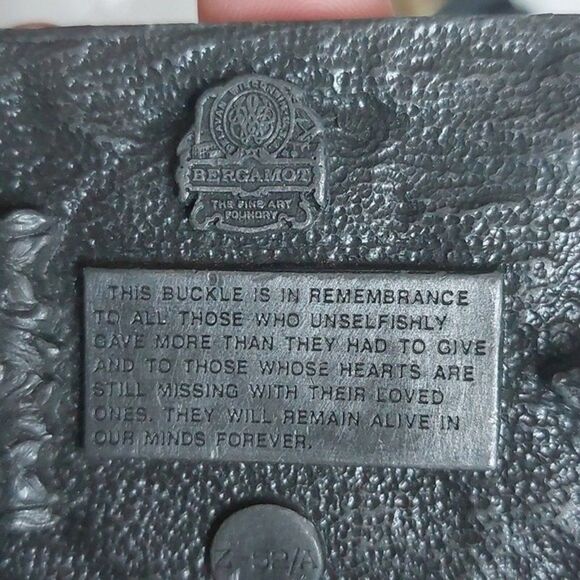 DELAVAN WISCONSIN
BERGAMOT
THE FINE ART
FOUNDRY
THIS BUCKLE IS IN REMEMBRANCE
TO ALL THOSE WHO UNSELFISHLY
GAVE MORE THAN THEY HAD TO GIVE
AND TO THOSE WHOSE HEARTS ARE
STILL MISSING WITH THEIR LOVED
ONES. THEY WILL REMAIN ALIVE IN
OUR MINDS FOREVER.